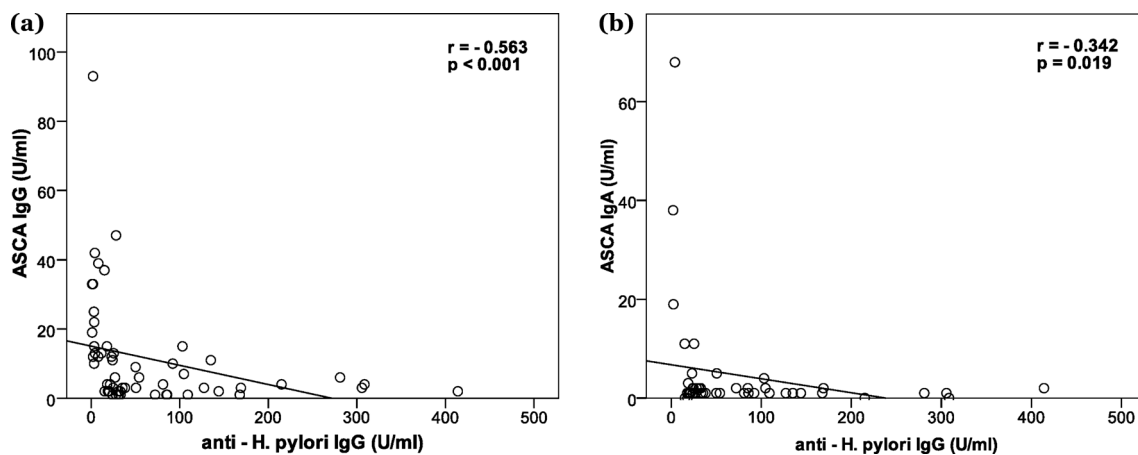 (a)
r = - 0.563
p < 0.001
100
80
60
40
20
0
ASCA IgG (U/ml)
0 100 200 300 400 500
anti - H. pylori IgG (U/ml)
(b)
r = - 0.342
p = 0.019
60
40
20
0
ASCA IgA (U/ml)
0 100 200 300 400 500
anti - H. pylori IgG (U/ml)